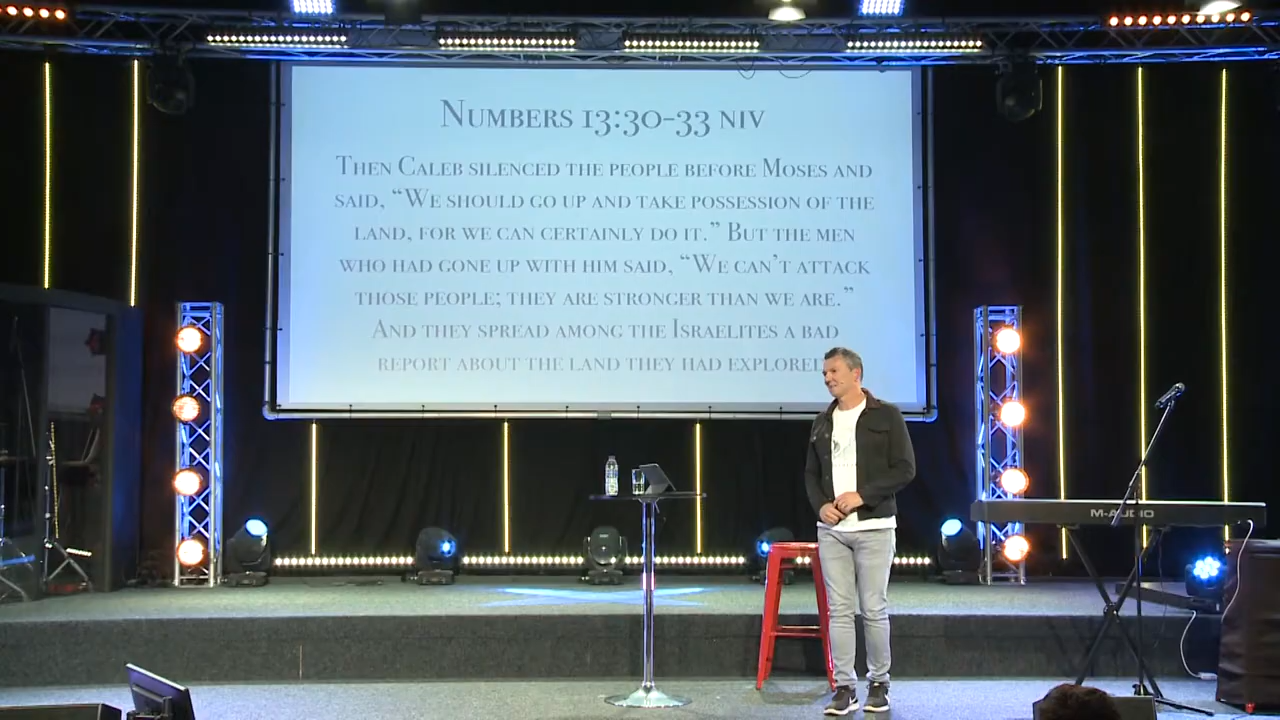 Numbers 13:30-33 NIV
Then Caleb silenced the people before Moses and
said, “We should go up and take possession of the
land, for we can certainly do it.” But the men
who had gone up with him said, “We can’t attack
those people; they are stronger than we are.”
And they spread among the Israelites a bad
report about the land they had explored
M-AUDIO